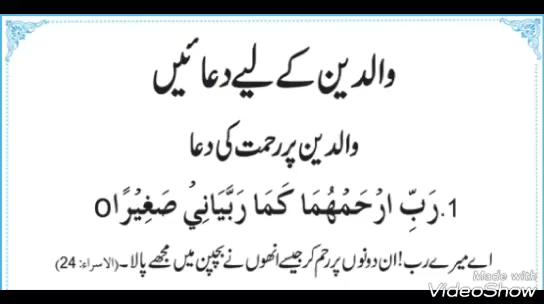 والدین کے لیے دعائیں
والدین پر رحمت کی دعا
1. رَبِّ ارْحَمْهُمَا كَمَا رَبَّيَانِيْ صَغِيْرًا0
اے میرے رب! ان دونوں پر رحم کر جیسے انھوں نے بچپن میں مجھے پالا۔ (الاسراء: 24)
Made with
VideoShow